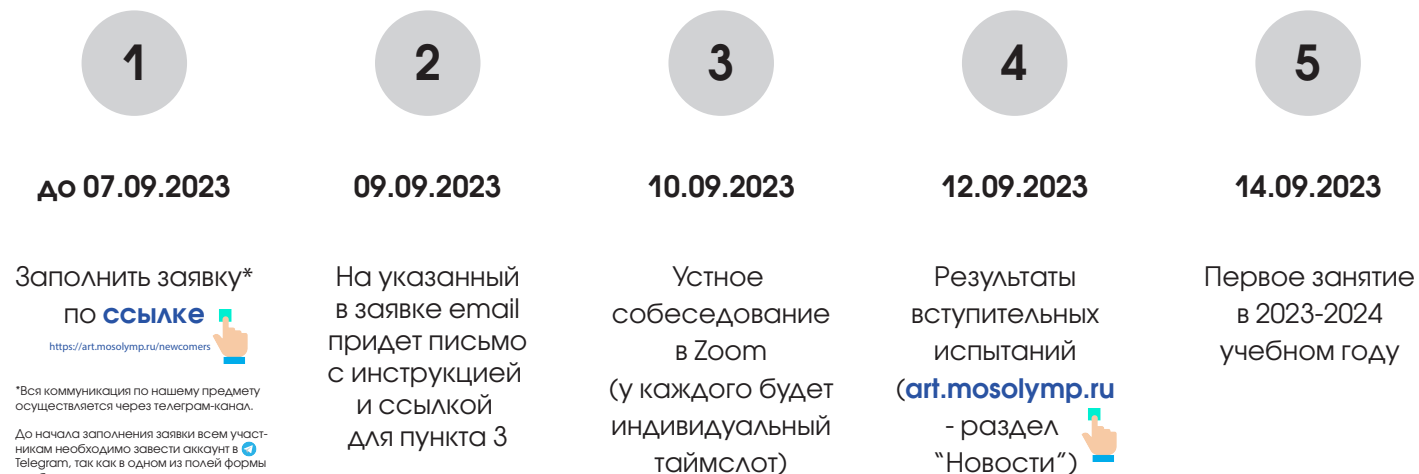 1
до 07.09.2023
Заполнить заявку*
по ссылке
https://art.mosolymp.ru/newcomers
*Вся коммуникация по нашему предмету
осуществляется через телеграм-канал.
До начала заполнения заявки всем участ-
никам необходимо завести аккаунт в
Telegram, так как в одном из полей формы
2
09.09.2023
На указанный
в заявке email
придет письмо
с инструкцией
и ссылкой
для пункта 3
3
10.09.2023
Устное
собеседование
в Zoom
(у каждого будет
индивидуальный
таймслот)
4
12.09.2023
Результаты
вступительных
испытаний
(art.mosolymp.ru
- раздел
“Новости”)
5
14.09.2023
Первое занятие
в 2023-2024
учебном году